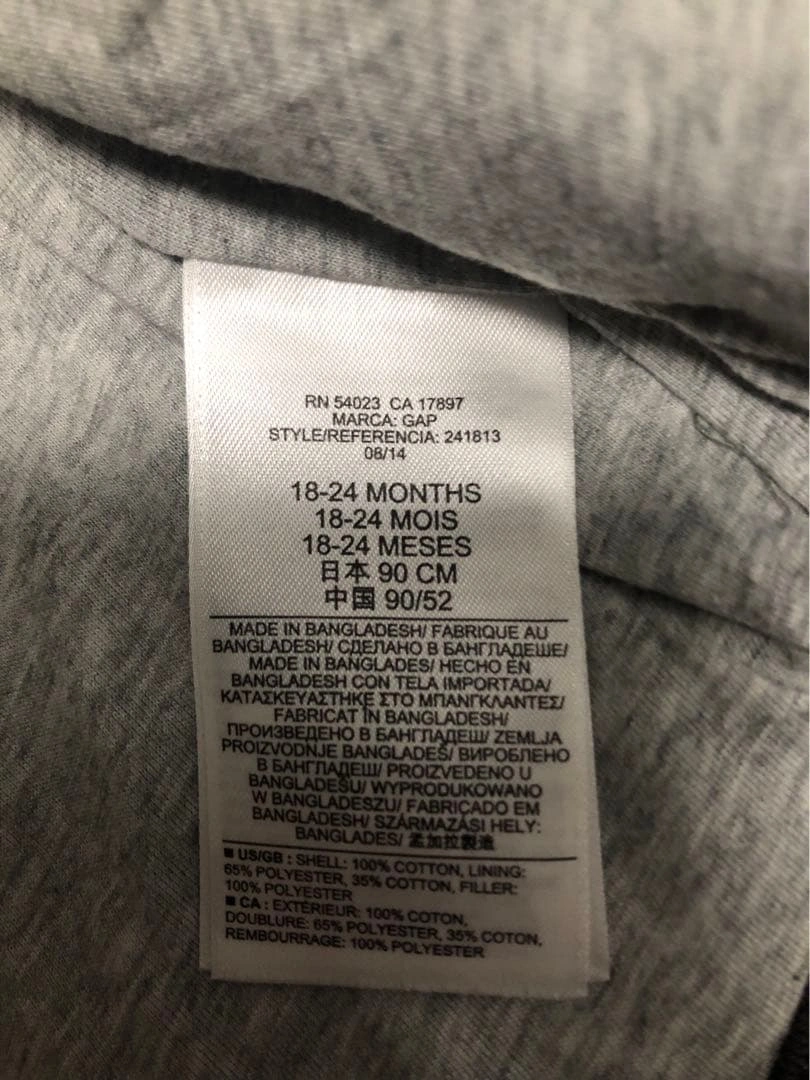 RN 54023 CA 17897
MARCA: GAP
STYLE/REFERENCIA: 241813
08/14
18-24 MONTHS
18-24 MOIS
18-24 MESES
日本 90 CM
中国 90/52
MADE IN BANGLADESH/ FABRIQUE AU
BANGLADESH/ СДЕЛАНО В БАНГЛАДЕШЕ/
MADE IN BANGLADES/ HECHO EN
BANGLADESH CON TELA IMPORTADA/
ΚΑΤΑΣΚΕΥΑΣΤΗΚΕ ΣΤΟ ΜΠΑΝΓΚΛΑΝΤΕΣ/
FABRICAT ÎN BANGLADESH/
ПРОИЗВЕДЕНО В БАНГЛАДЕШ/ ZEMLJA
PROIZVODNJE BANGLADEŠ/ ВИРОБЛЕНО
В БАНГЛАДЕШ/ PROIZVEDENO U
BANGLADEŠU/ WYPRODUKOWANO
W BANGLADESZU/ FABRICADO EM
BANGLADESH/ SZÁRMAZÁSI HELY:
BANGLADES/ 孟加拉製造
■ US/GB : SHELL: 100% COTTON, LINING:
65% POLYESTER, 35% COTTON, FILLER:
100% POLYESTER
■ CA : EXTÉRIEUR: 100% COTON,
DOUBLURE: 65% POLYESTER, 35% COTON,
REMBOURRAGE: 100% POLYESTER